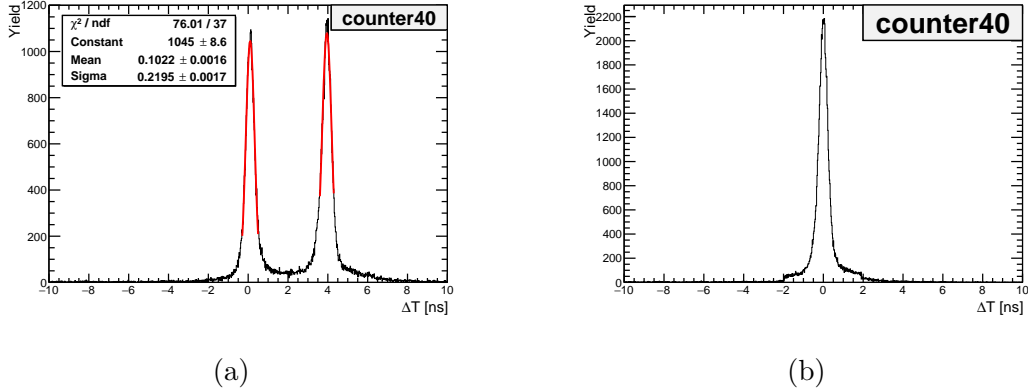 counter40
χ² / ndf 76.01 / 37
Constant 1045 ± 8.6
Mean 0.1022 ± 0.0016
Sigma 0.2195 ± 0.0017
Yield
1200
1000
800
600
400
200
0
−10 −8 −6 −4 −2 0 2 4 6 8 10
ΔT [ns]
(a)
counter40
Yield
2200
2000
1800
1600
1400
1200
1000
800
600
400
200
0
−10 −8 −6 −4 −2 0 2 4 6 8 10
ΔT [ns]
(b)